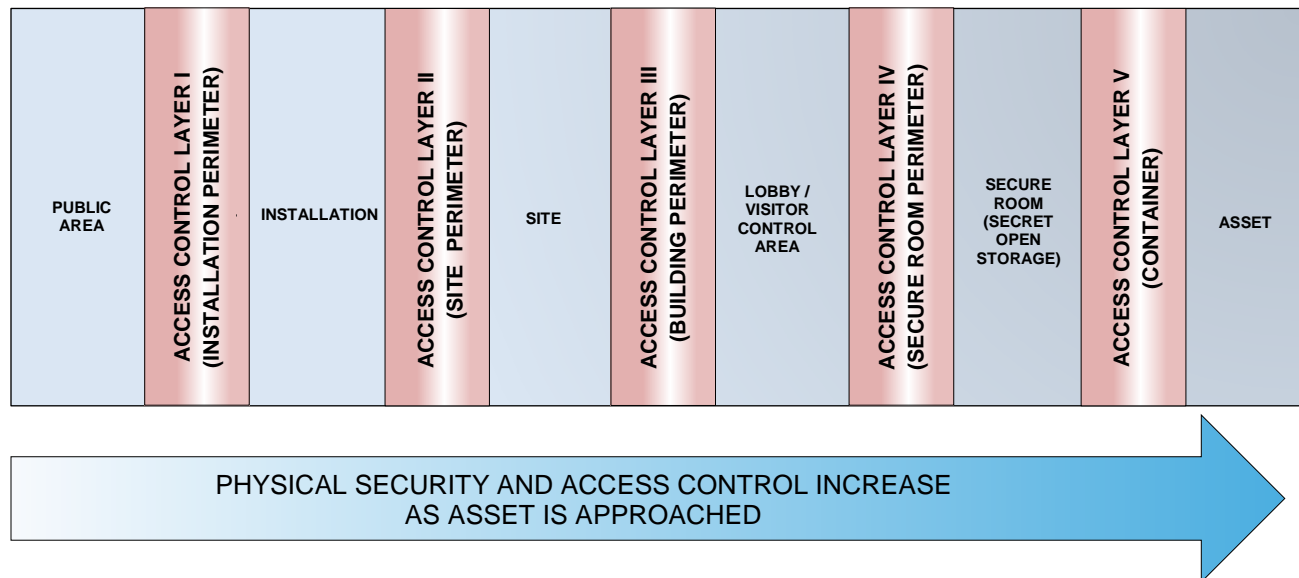 PUBLIC
AREA
ACCESS CONTROL LAYER I
(INSTALLATION PERIMETER)
INSTALLATION
ACCESS CONTROL LAYER II
(SITE PERIMETER)
SITE
ACCESS CONTROL LAYER III
(BUILDING PERIMETER)
LOBBY /
VISITOR
CONTROL
AREA
ACCESS CONTROL LAYER IV
(SECURE ROOM PERIMETER)
SECURE
ROOM
(SECRET
OPEN
STORAGE)
ACCESS CONTROL LAYER V
(CONTAINER)
ASSET
PHYSICAL SECURITY AND ACCESS CONTROL INCREASE
AS ASSET IS APPROACHED